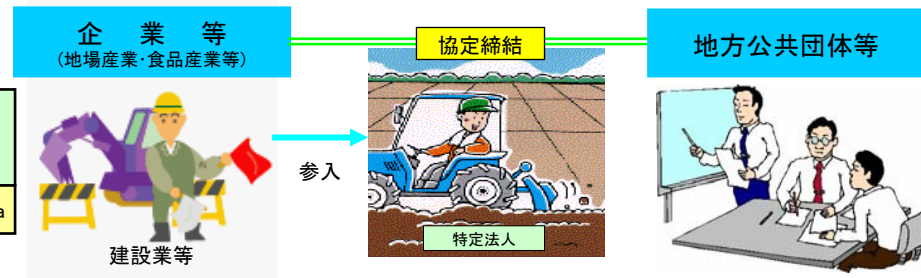 企 業 等
(地場産業・食品産業等)
協定締結
地方公共団体等
参入
a
特定法人
建設業等